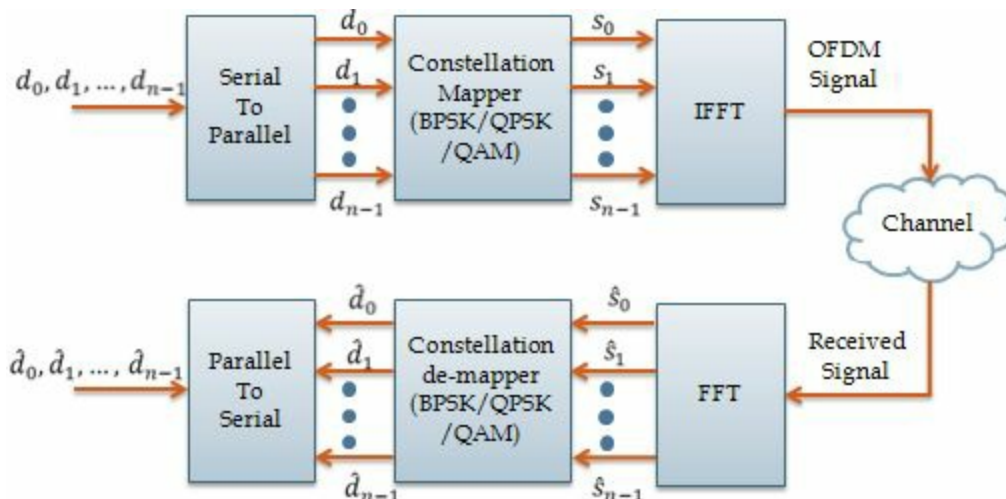 d₀, d₁, ..., dₙ₋₁
Serial
To
Parallel
d₀
d₁
dₙ₋₁
Constellation
Mapper
(BPSK/QPSK
/QAM)
s₀
s₁
sₙ₋₁
IFFT
OFDM
Signal
Channel
Received
Signal
FFT
ŝ₀
ŝ₁
ŝₙ₋₁
Constellation
de-mapper
(BPSK/QPSK
/QAM)
d̂₀
d̂₁
d̂ₙ₋₁
Parallel
To
Serial
d̂₀, d̂₁, ..., d̂ₙ₋₁